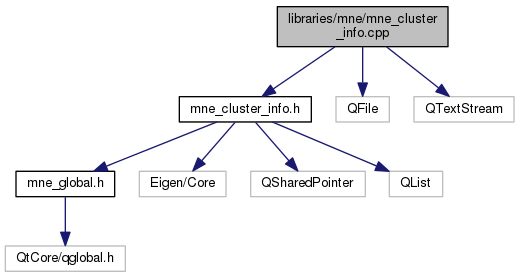 libraries/mne/mne_cluster
_info.cpp
mne_cluster_info.h
QFile
QTextStream
mne_global.h
Eigen/Core
QSharedPointer
QList
QtCore/qglobal.h